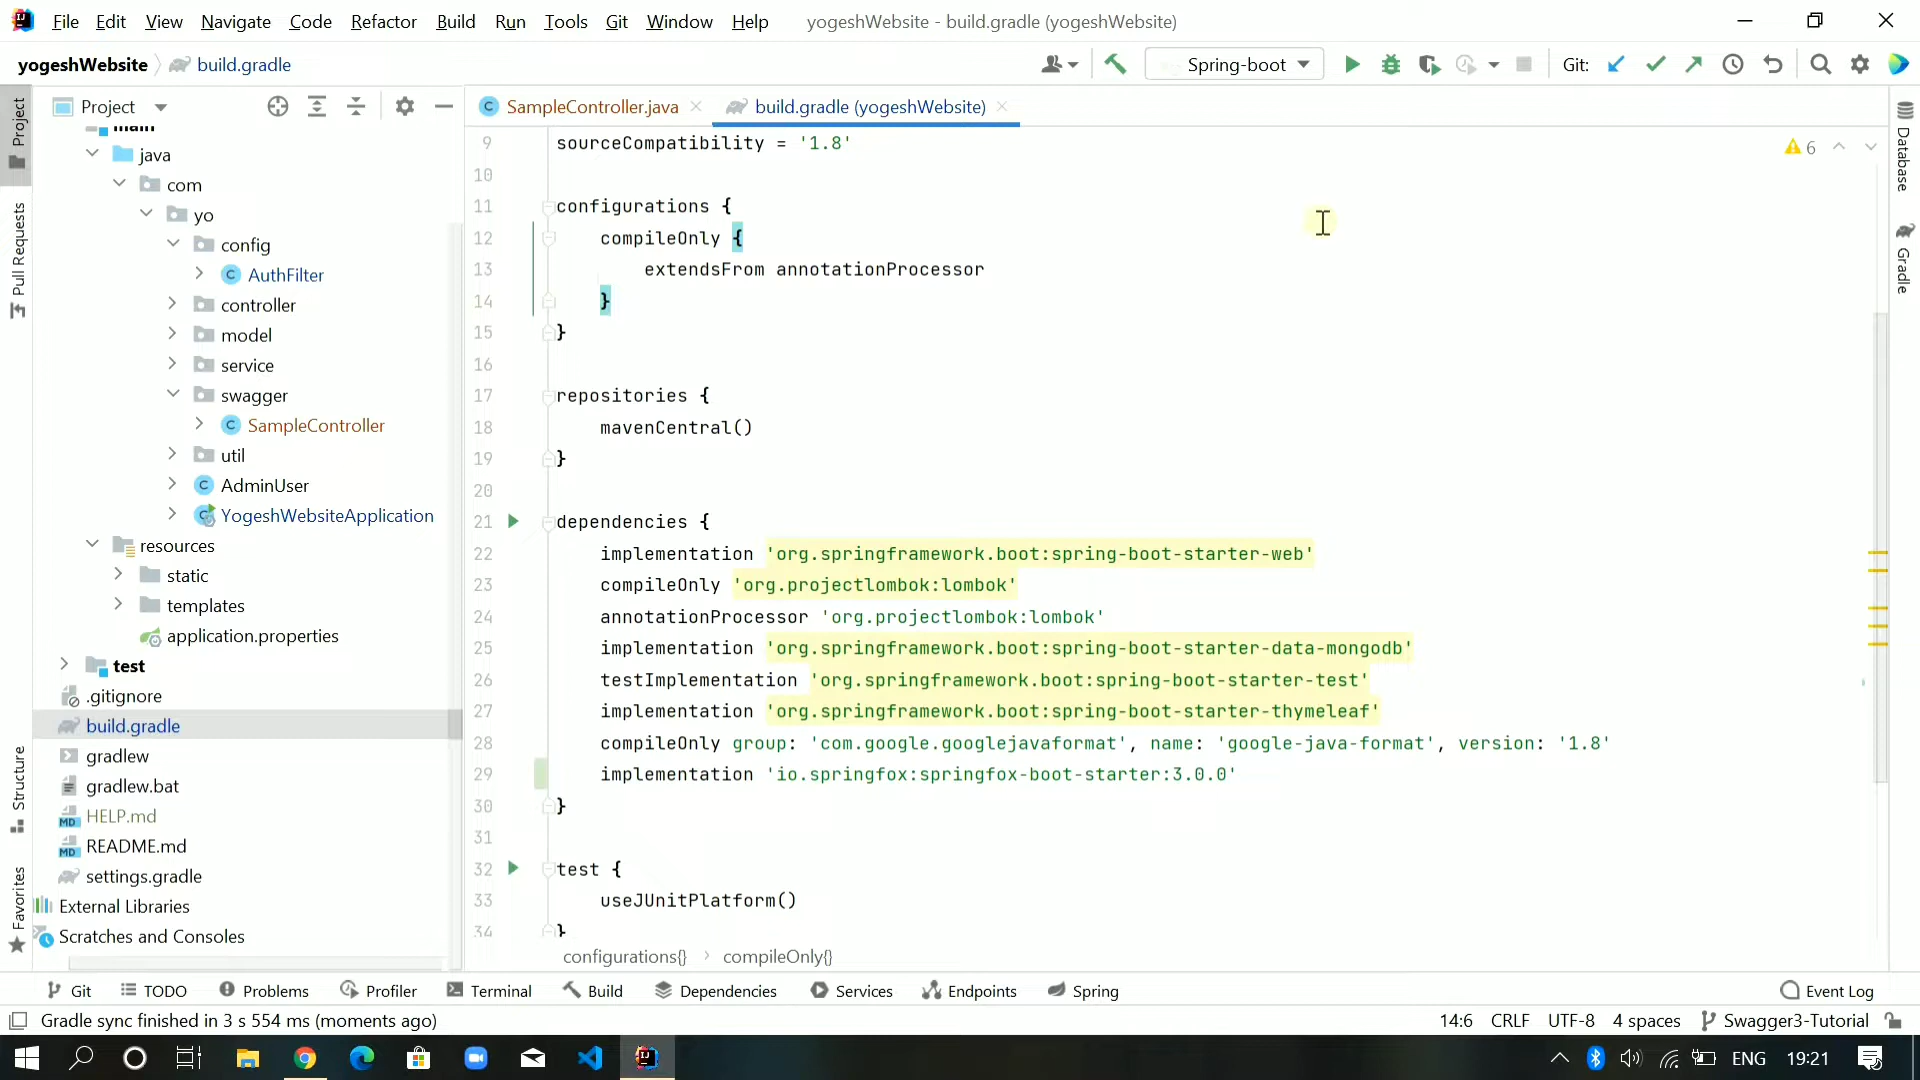 File Edit View Navigate Code Refactor Build Run Tools Git Window Help yogeshWebsite - build.gradle (yogeshWebsite)
yogeshWebsite build.gradle Spring-boot Git:
Project SampleController.java build.gradle (yogeshWebsite)
Project
Pull Requests
Structure
Favorites
main
java
com
yo
config
AuthFilter
controller
model
service
swagger
SampleController
util
AdminUser
YogeshWebsiteApplication
resources
static
templates
application.properties
test
.gitignore
build.gradle
gradlew
gradlew.bat
HELP.md
README.md
settings.gradle
External Libraries
Scratches and Consoles
9 sourceCompatibility = '1.8'
10
11 configurations {
12 compileOnly {
13 extendsFrom annotationProcessor
14 }
15 }
16
17 repositories {
18 mavenCentral()
19 }
20
21 dependencies {
22 implementation 'org.springframework.boot:spring-boot-starter-web'
23 compileOnly 'org.projectlombok:lombok'
24 annotationProcessor 'org.projectlombok:lombok'
25 implementation 'org.springframework.boot:spring-boot-starter-data-mongodb'
26 testImplementation 'org.springframework.boot:spring-boot-starter-test'
27 implementation 'org.springframework.boot:spring-boot-starter-thymeleaf'
28 compileOnly group: 'com.google.googlejavaformat', name: 'google-java-format', version: '1.8'
29 implementation 'io.springfox:springfox-boot-starter:3.0.0'
30 }
31
32 test {
33 useJUnitPlatform()
34 }
configurations{} › compileOnly{}
6
Database
Gradle
Git TODO Problems Profiler Terminal Build Dependencies Services Endpoints Spring Event Log
Gradle sync finished in 3 s 554 ms (moments ago) 14:6 CRLF UTF-8 4 spaces Swagger3-Tutorial
ENG 19:21